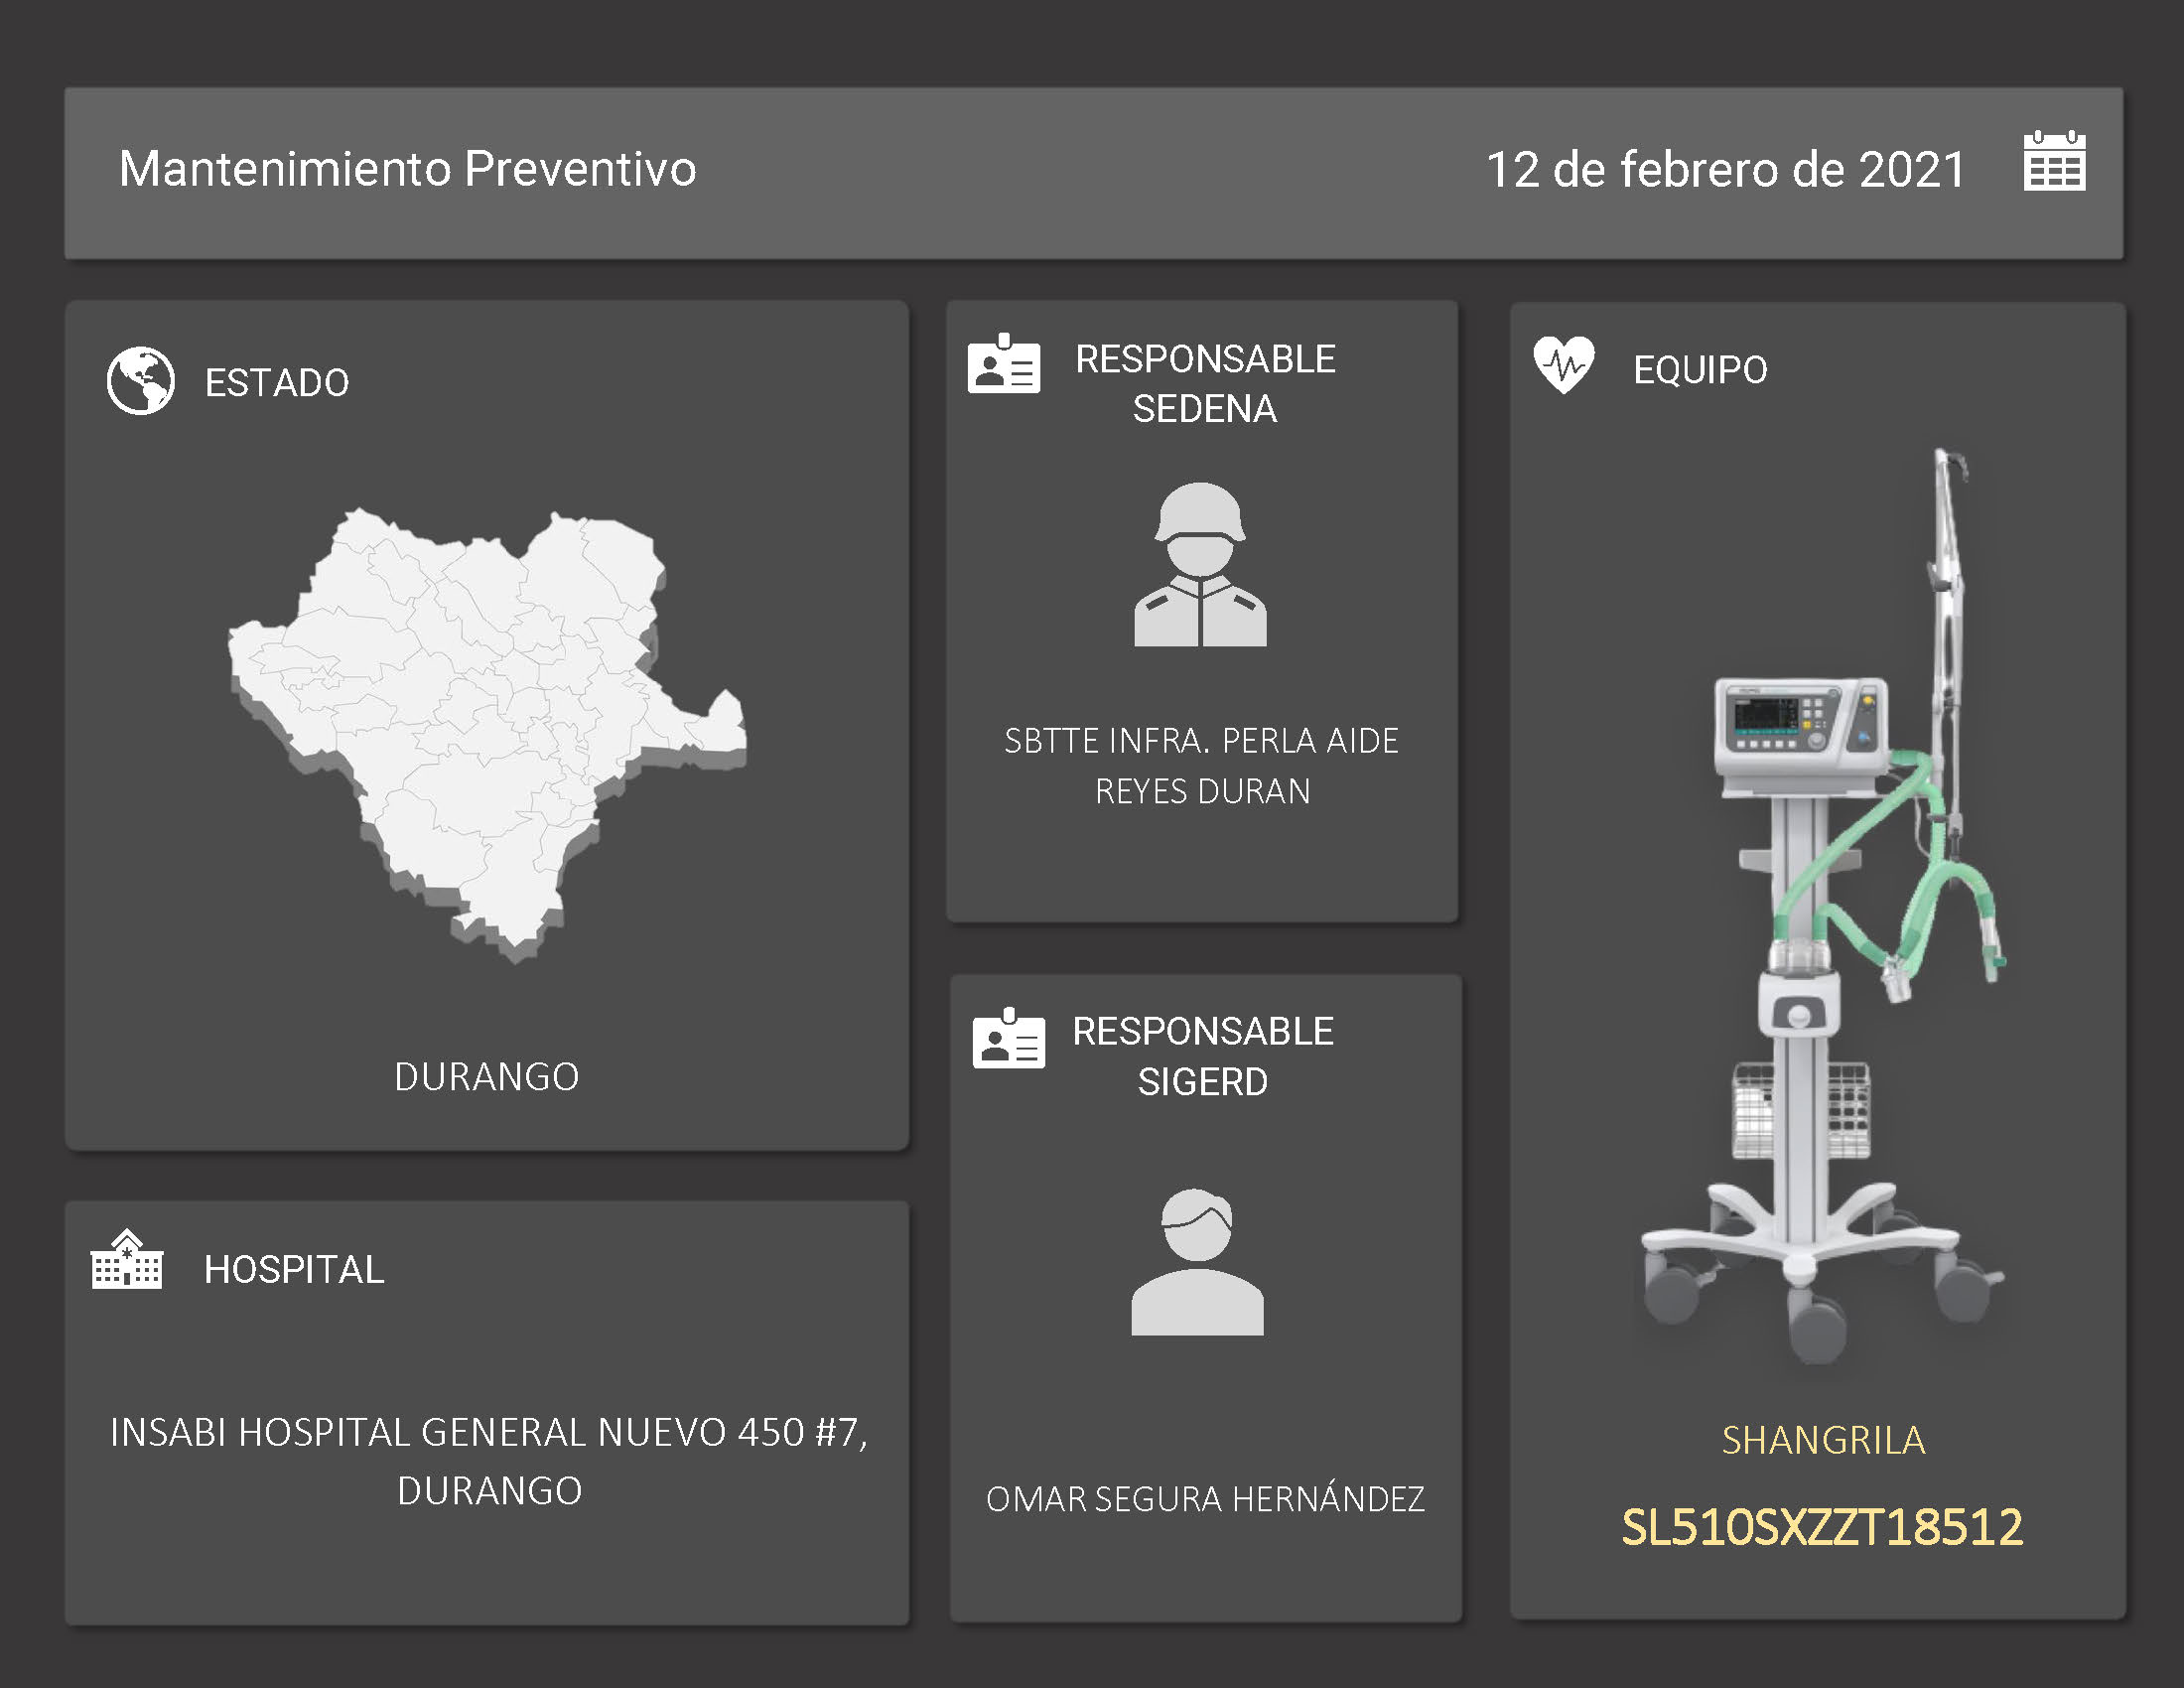 Mantenimiento Preventivo
12 de febrero de 2021
ESTADO
DURANGO
HOSPITAL
INSABI HOSPITAL GENERAL NUEVO 450 #7,
DURANGO
RESPONSABLE
SEDENA
SBTTE INFRA. PERLA AIDE
REYES DURAN
RESPONSABLE
SIGERD
OMAR SEGURA HERNÁNDEZ
EQUIPO
SHANGRILA
SL510SXZZT18512